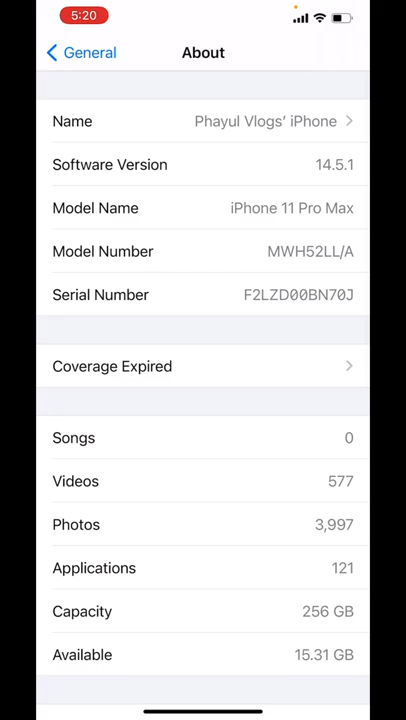 5:20
General
About
Name Phayul Vlogs’ iPhone
Software Version 14.5.1
Model Name iPhone 11 Pro Max
Model Number MWH52LL/A
Serial Number F2LZD00BN70J
Coverage Expired
Songs 0
Videos 577
Photos 3,997
Applications 121
Capacity 256 GB
Available 15.31 GB